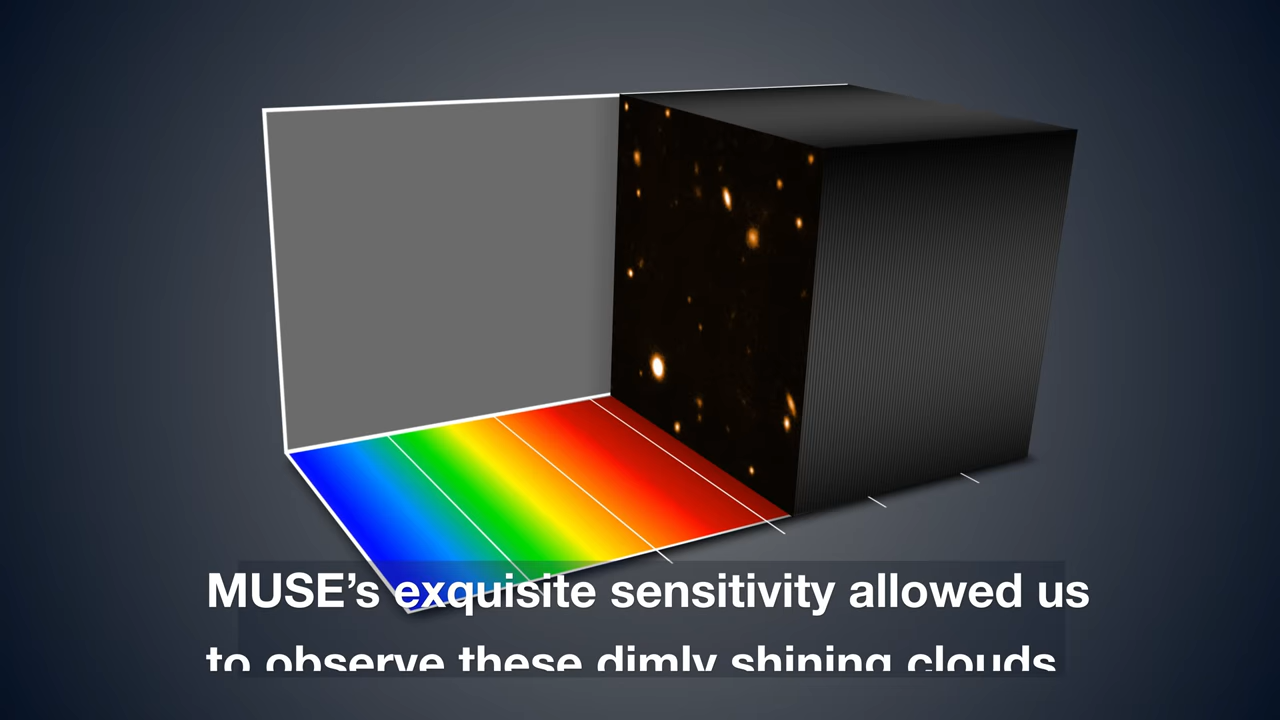 MUSE’s exquisite sensitivity allowed us
to observe these dimly shining clouds